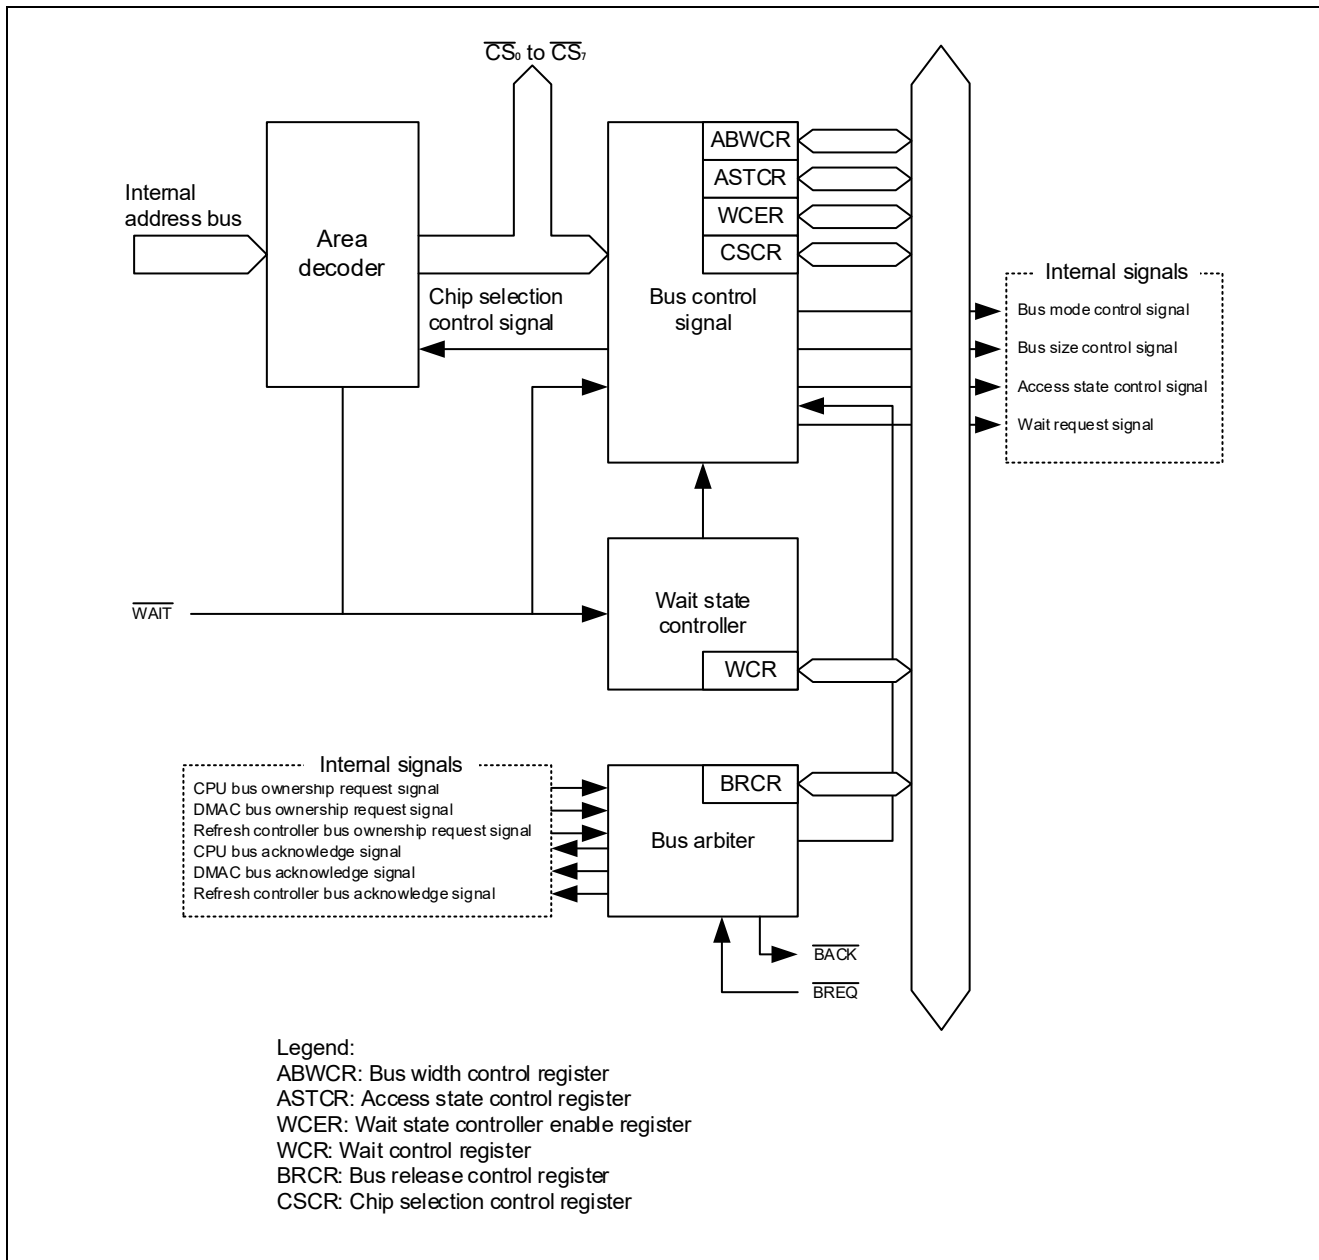 CS₀ to CS₇
ABWCR
ASTCR
WCER
CSCR
Internal
address bus
Area
decoder
Chip selection
control signal
Bus control
signal
Internal signals
Bus mode control signal
Bus size control signal
Access state control signal
Wait request signal
WAIT
Wait state
controller
WCR
Internal signals
CPU bus ownership request signal
DMAC bus ownership request signal
Refresh controller bus ownership request signal
CPU bus acknowledge signal
DMAC bus acknowledge signal
Refresh controller bus acknowledge signal
BRCR
Bus arbiter
BACK
BREQ
Legend:
ABWCR: Bus width control register
ASTCR: Access state control register
WCER: Wait state controller enable register
WCR: Wait control register
BRCR: Bus release control register
CSCR: Chip selection control register